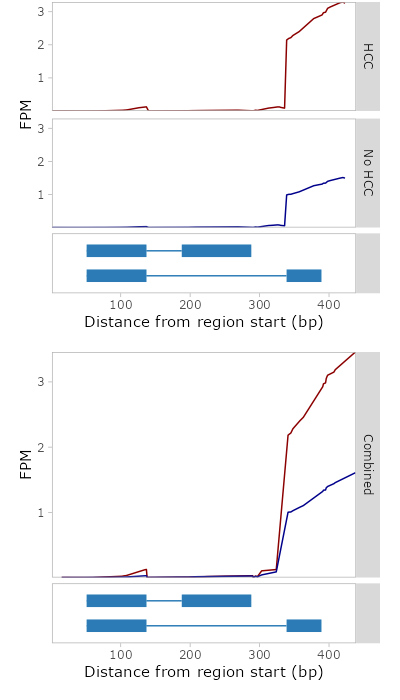 3
2
1
HCC
FPM
3
2
1
No HCC
100 200 300 400
Distance from region start (bp)
3
2
1
FPM
Combined
100 200 300 400
Distance from region start (bp)